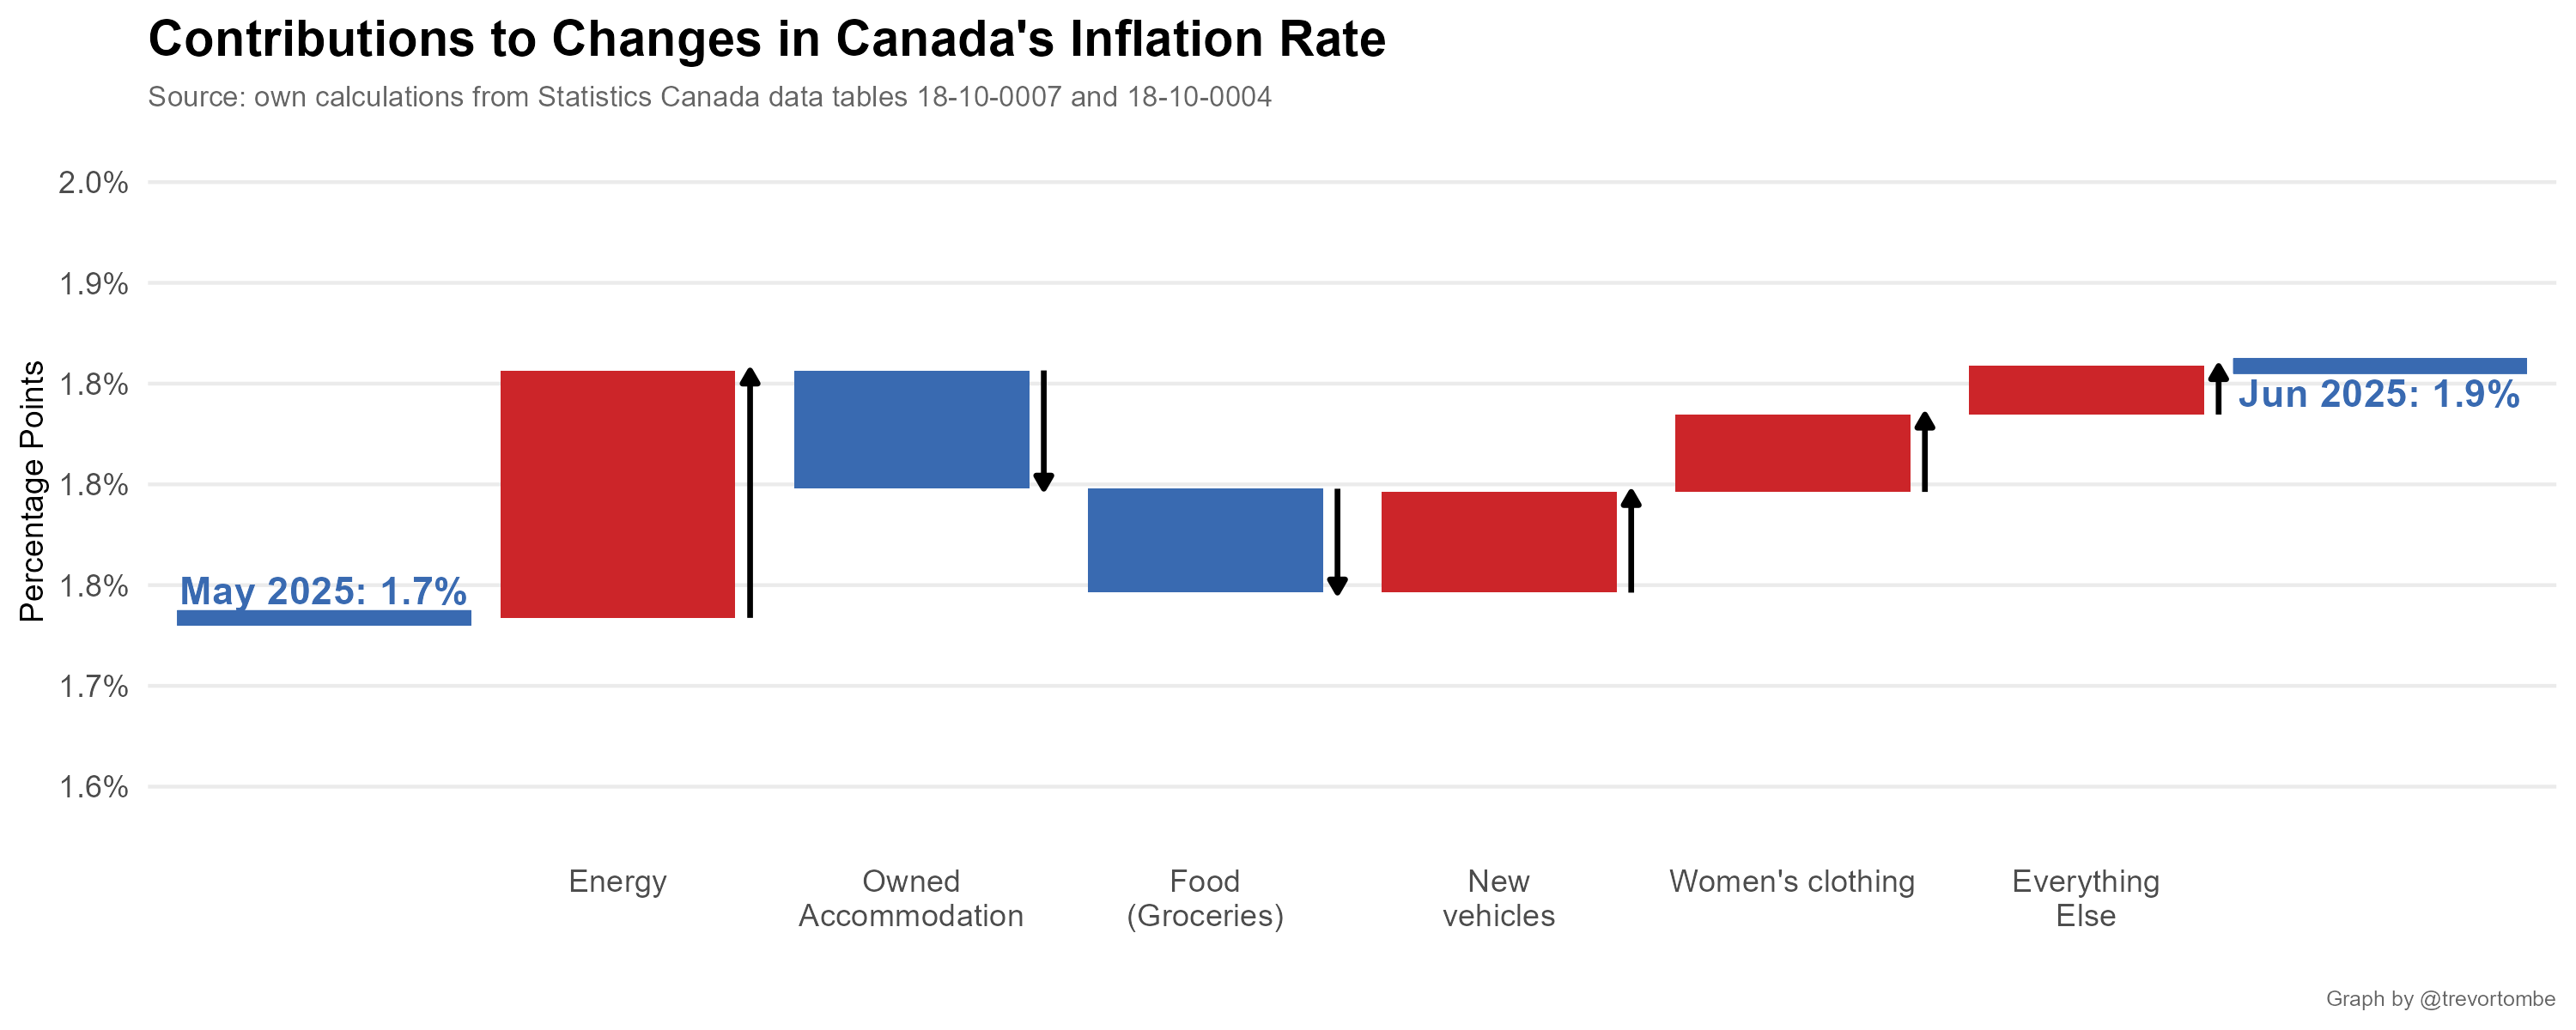 Contributions to Changes in Canada's Inflation Rate
Source: own calculations from Statistics Canada data tables 18-10-0007 and 18-10-0004
Percentage Points
2.0%
1.9%
1.8%
1.8%
1.8%
1.7%
1.6%
May 2025: 1.7%
Jun 2025: 1.9%
Energy
Owned
Accommodation
Food
(Groceries)
New
vehicles
Women's clothing
Everything
Else
Graph by @trevortombe